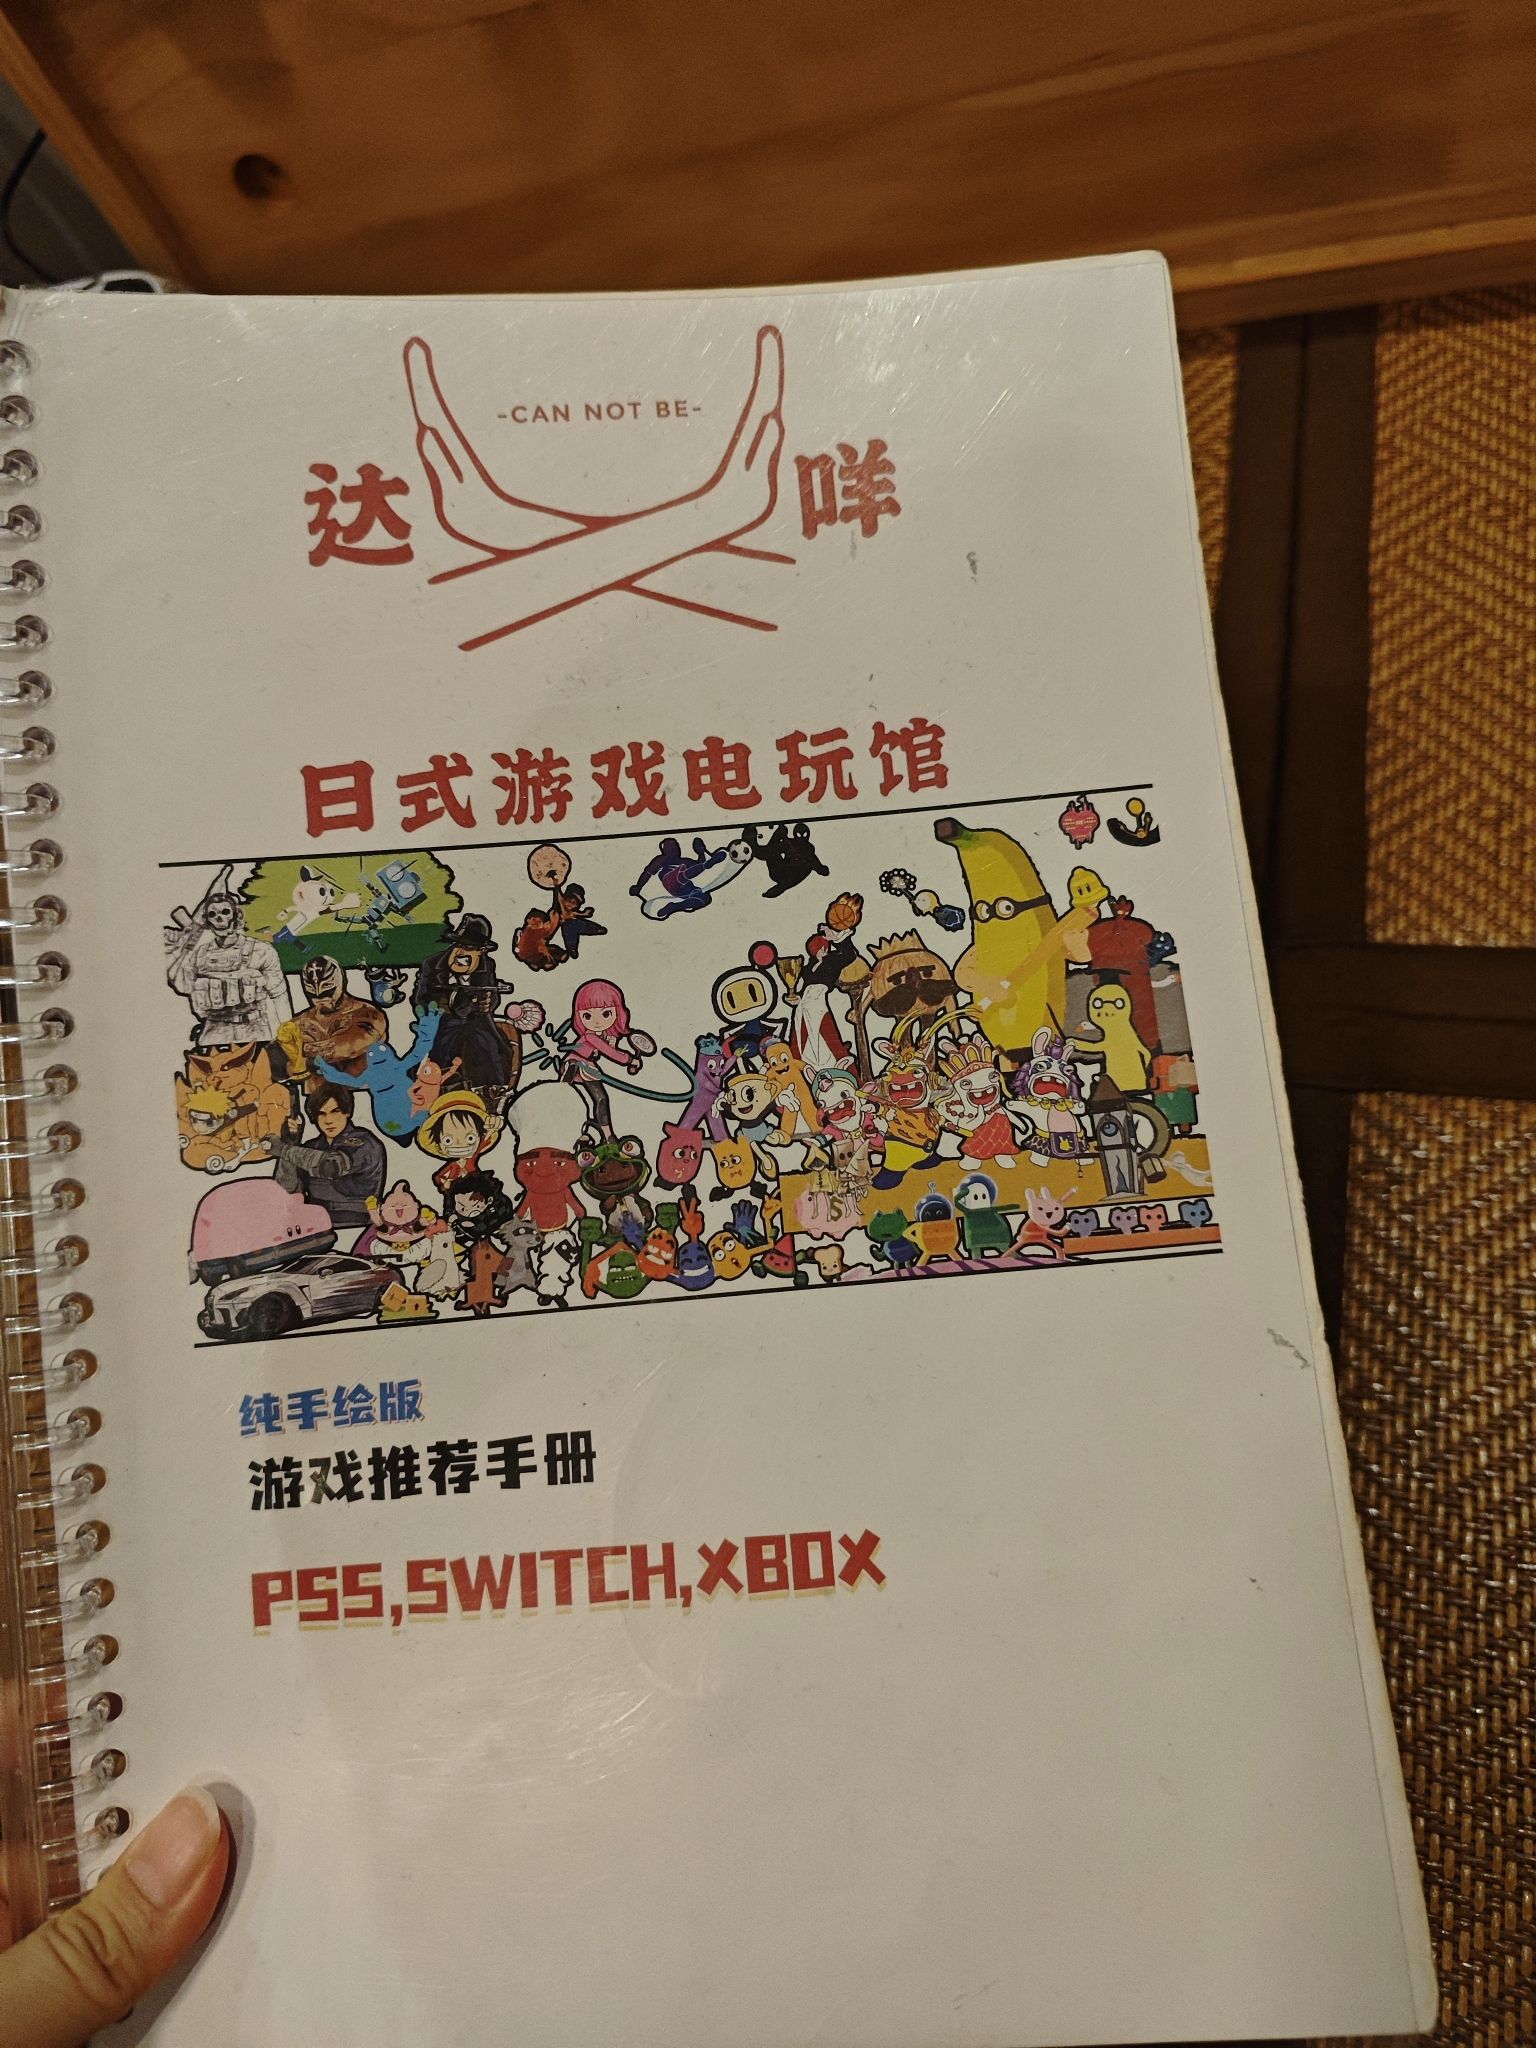 -CAN NOT BE-
达 咩
日式游戏电玩馆
纯手绘版
游戏推荐手册
PS5,SWITCH,XBOX